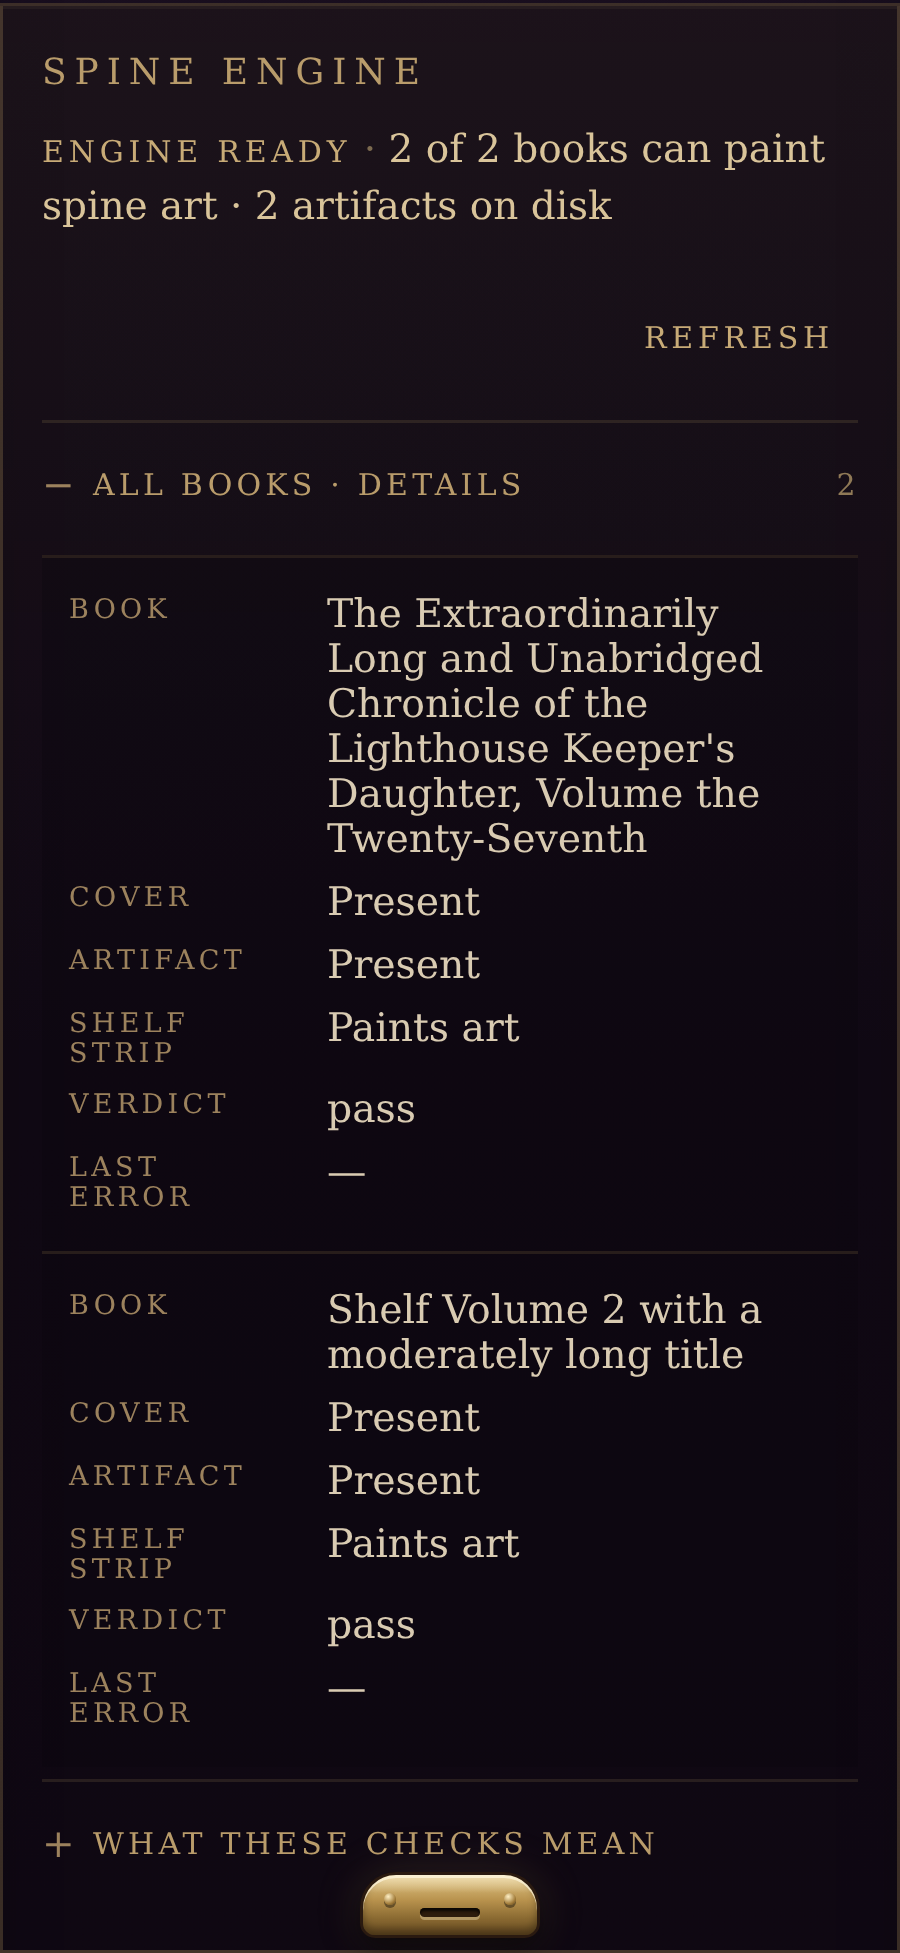 SPINE ENGINE
ENGINE READY · 2 of 2 books can paint
spine art · 2 artifacts on disk
REFRESH
— ALL BOOKS · DETAILS 2
BOOK The Extraordinarily
Long and Unabridged
Chronicle of the
Lighthouse Keeper's
Daughter, Volume the
Twenty-Seventh
COVER Present
ARTIFACT Present
SHELF Paints art
STRIP
VERDICT pass
LAST —
ERROR
BOOK Shelf Volume 2 with a
moderately long title
COVER Present
ARTIFACT Present
SHELF Paints art
STRIP
VERDICT pass
LAST —
ERROR
+ WHAT THESE CHECKS MEAN